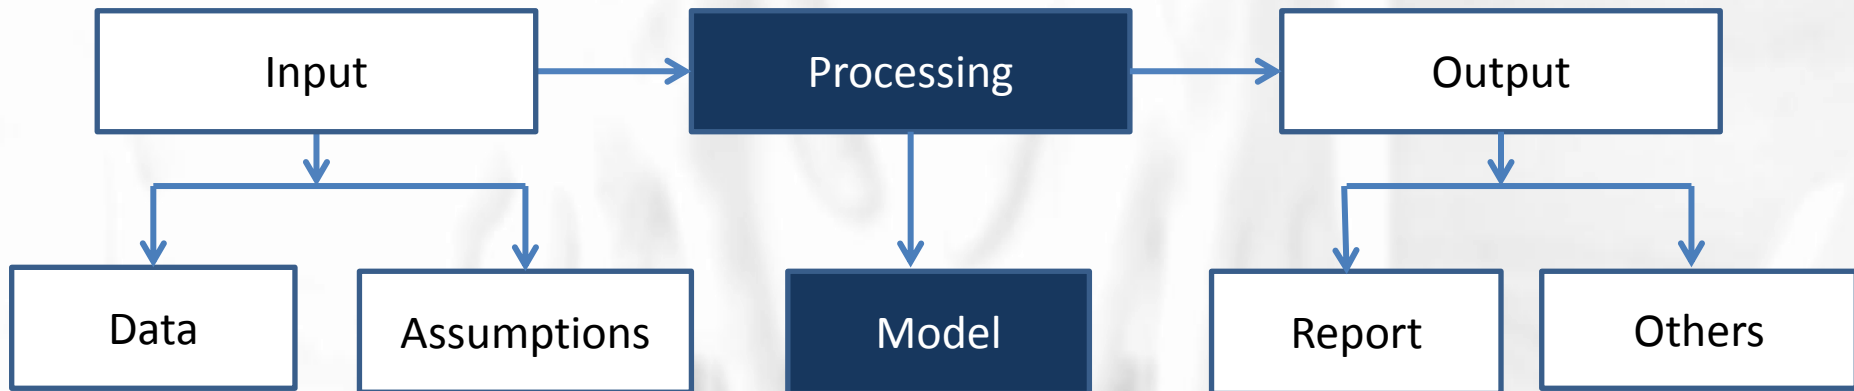 Input
Processing
Output
Data
Assumptions
Model
Report
Others